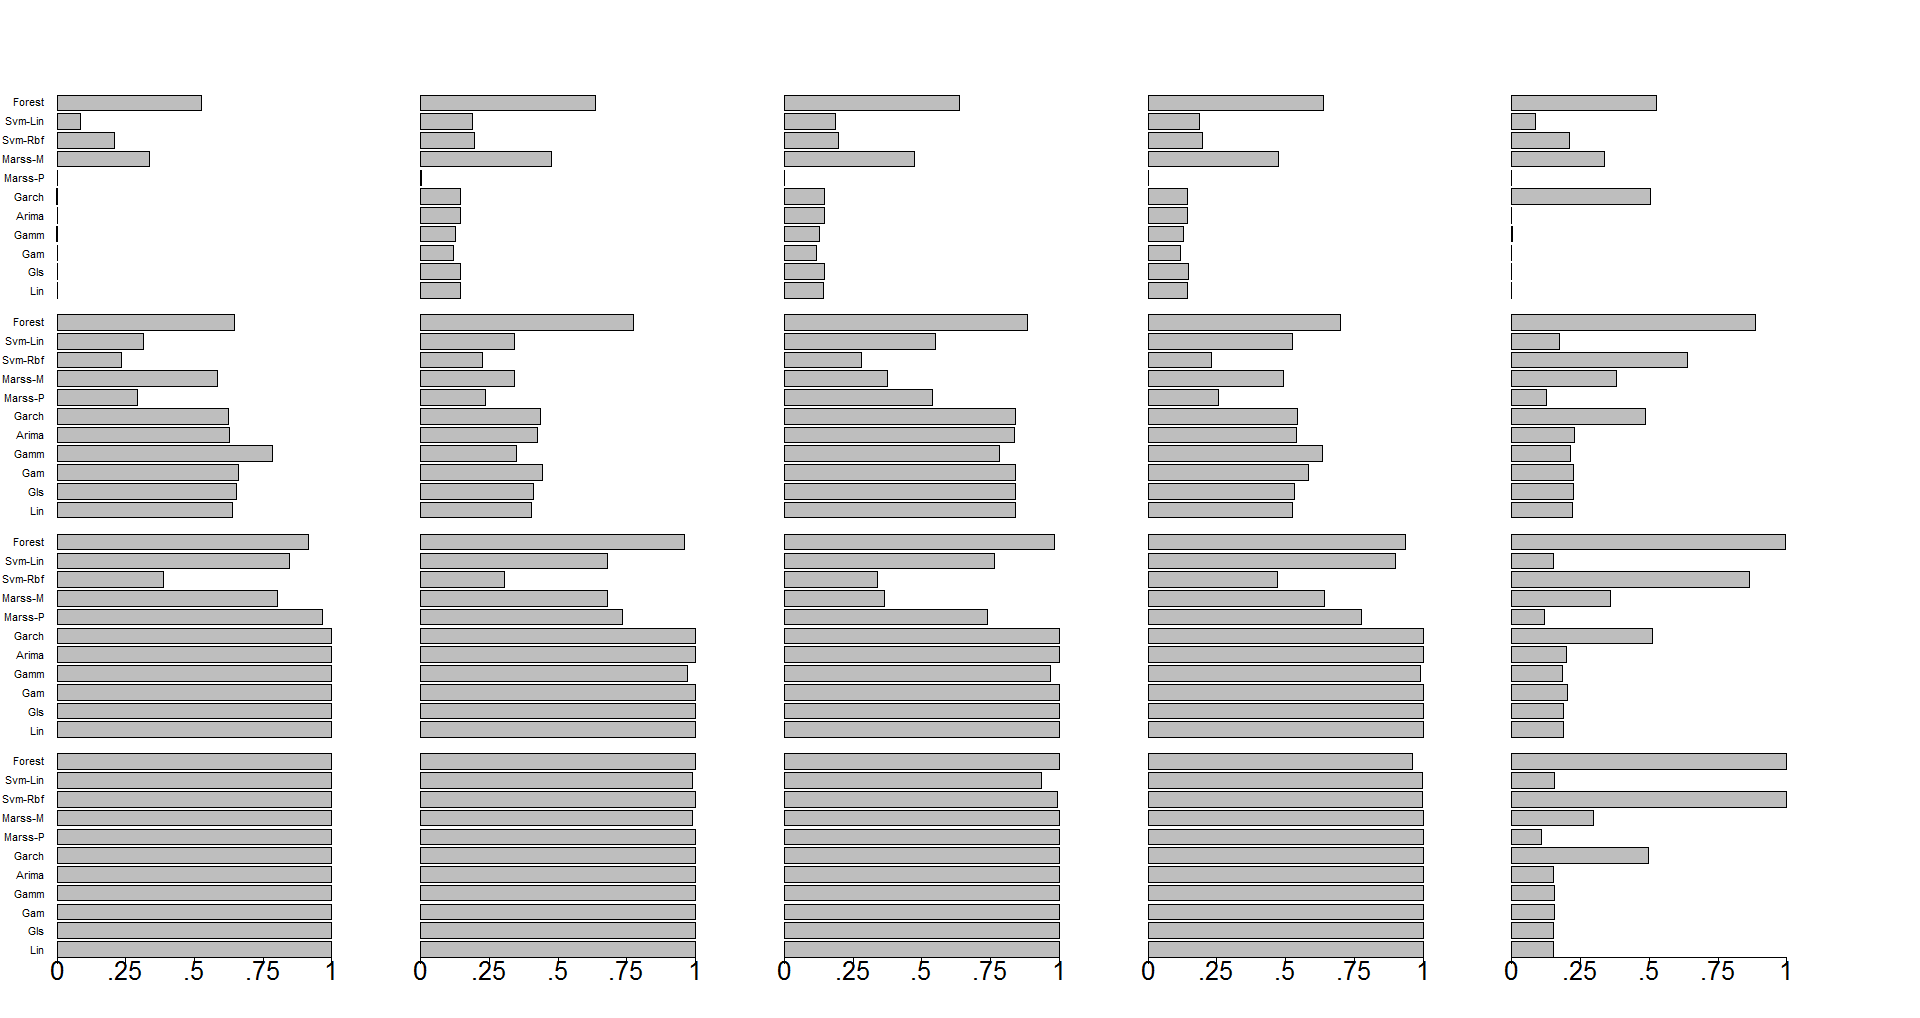 Forest
Svm-Lin
Svm-Rbf
Marss-M
Marss-P
Garch
Arima
Gamm
Gam
Gls
Lin
Forest
Svm-Lin
Svm-Rbf
Marss-M
Marss-P
Garch
Arima
Gamm
Gam
Gls
Lin
Forest
Svm-Lin
Svm-Rbf
Marss-M
Marss-P
Garch
Arima
Gamm
Gam
Gls
Lin
Forest
Svm-Lin
Svm-Rbf
Marss-M
Marss-P
Garch
Arima
Gamm
Gam
Gls
Lin
0 .25 .5 .75 1 0 .25 .5 .75 1 0 .25 .5 .75 1 0 .25 .5 .75 1 0 .25 .5 .75 1